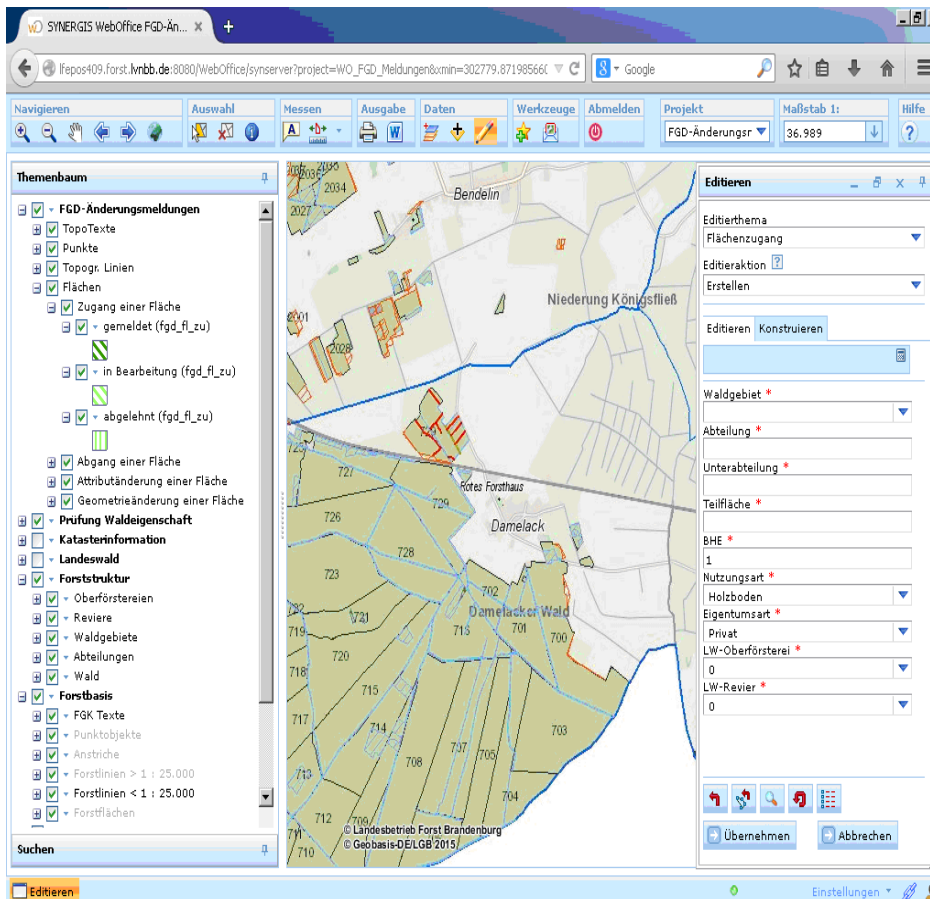 SYNERGIS WebOffice FGD-Än...
lfepos409.forst.lvnbb.de:8080/WebOffice/synserver?project=WO_FGD_Meldungen&xmin=302779.8719856
Google
Navigieren Auswahl Messen Ausgabe Daten Werkzeuge Abmelden Projekt Maßstab 1: Hilfe
FGD-Änderungsr 36.989
Themenbaum
FGD-Änderungsmeldungen
TopoTexte
Punkte
Topogr. Linien
Flächen
Zugang einer Fläche
gemeldet (fgd_fl_zu)
in Bearbeitung (fgd_fl_zu)
abgelehnt (fgd_fl_zu)
Abgang einer Fläche
Attributänderung einer Fläche
Geometrieänderung einer Fläche
Prüfung Waldeigenschaft
Katasterinformation
Landeswald
Forststruktur
Oberförstereien
Reviere
Waldgebiete
Abteilungen
Wald
Forstbasis
FGK Texte
Punktobjekte
Anstriche
Forstlinien > 1 : 25.000
Forstlinien < 1 : 25.000
Forstflächen
Suchen
2034
2027
Bendelin
Niederung Königsfließ
2028
727
Rotes Forsthaus
729
726
Damelack
728
723
702
Damelacker Wald
721
719
713
701
700
720
715
717
714
703
708
707
705
713
704
712
709
711
710
© Landesbetrieb Forst Brandenburg
© Geobasis-DE/LGB 2015
Editieren
Editierthema
Flächenzugang
Editieraktion ?
Erstellen
Editieren Konstruieren
Waldgebiet *
Abteilung *
Unterabteilung *
Teilfläche *
BHE *
1
Nutzungsart *
Holzboden
Eigentumsart *
Privat
LW-Oberförsterei *
0
LW-Revier *
0
Übernehmen Abbrechen
Editieren
Einstellungen